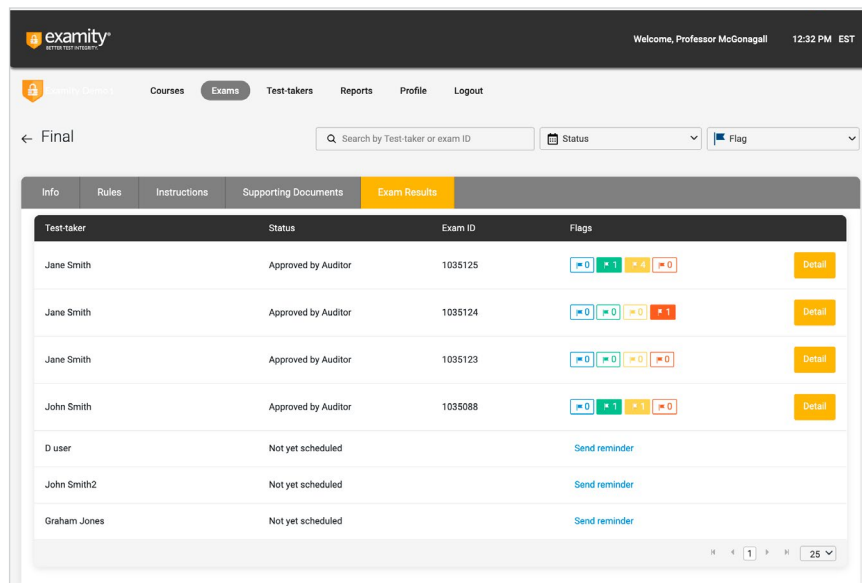 examity®
BETTER TEST INTEGRITY
Welcome, Professor McGonagall 12:32 PM EST
Courses Exams Test-takers Reports Profile Logout
← Final Search by Test-taker or exam ID Status Flag
Info Rules Instructions Supporting Documents Exam Results
Test-taker Status Exam ID Flags
Jane Smith Approved by Auditor 1035125 0 1 4 0 Detail
Jane Smith Approved by Auditor 1035124 0 0 0 1 Detail
Jane Smith Approved by Auditor 1035123 0 0 0 0 Detail
John Smith Approved by Auditor 1035088 0 1 1 0 Detail
D user Not yet scheduled Send reminder
John Smith2 Not yet scheduled Send reminder
Graham Jones Not yet scheduled Send reminder
1 25